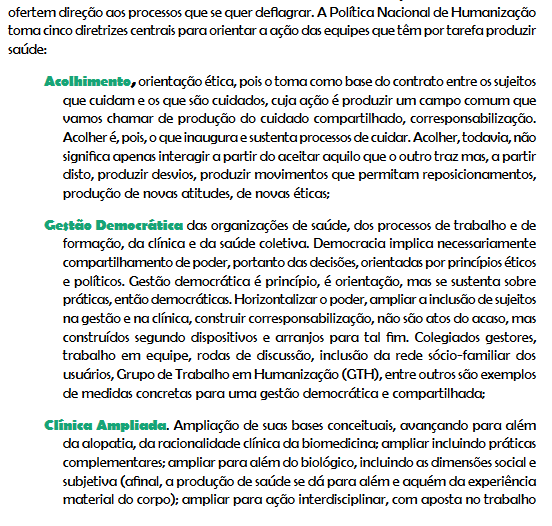 ofertem direção aos processos que se quer deflagrar. A Política Nacional de Humanização
toma cinco diretrizes centrais para orientar a ação das equipes que têm por tarefa produzir
saúde:
Acolhimento, orientação ética, pois o toma como base do contrato entre os sujeitos
que cuidam e os que são cuidados, cuja ação é produzir um campo comum que
vamos chamar de produção do cuidado compartilhado, corresponsabilização.
Acolher é, pois, o que inaugura e sustenta processos de cuidar. Acolher, todavia, não
significa apenas interagir a partir do aceitar aquilo que o outro traz mas, a partir
disto, produzir desvios, produzir movimentos que permitam reposicionamentos,
produção de novas atitudes, de novas éticas;
Gestão Democrática das organizações de saúde, dos processos de trabalho e de
formação, da clínica e da saúde coletiva. Democracia implica necessariamente
compartilhamento de poder, portanto das decisões, orientadas por princípios éticos
e políticos. Gestão democrática é princípio, é orientação, mas se sustenta sobre
práticas, então democráticas. Horizontalizar o poder, ampliar a inclusão de sujeitos
na gestão e na clínica, construir corresponsabilização, não são atos do acaso, mas
construídos segundo dispositivos e arranjos para tal fim. Colegiados gestores,
trabalho em equipe, rodas de discussão, inclusão da rede sócio-familiar dos
usuários, Grupo de Trabalho em Humanização (GTH), entre outros são exemplos
de medidas concretas para uma gestão democrática e compartilhada;
Clínica Ampliada. Ampliação de suas bases conceituais, avançando para além
da alopatia, da racionalidade clínica da biomedicina; ampliar incluindo práticas
complementares; ampliar para além do biológico, incluindo as dimensões social e
subjetiva (afinal, a produção de saúde se dá para além e aquém da experiência
material do corpo); ampliar para ação interdisciplinar, com aposta no trabalho